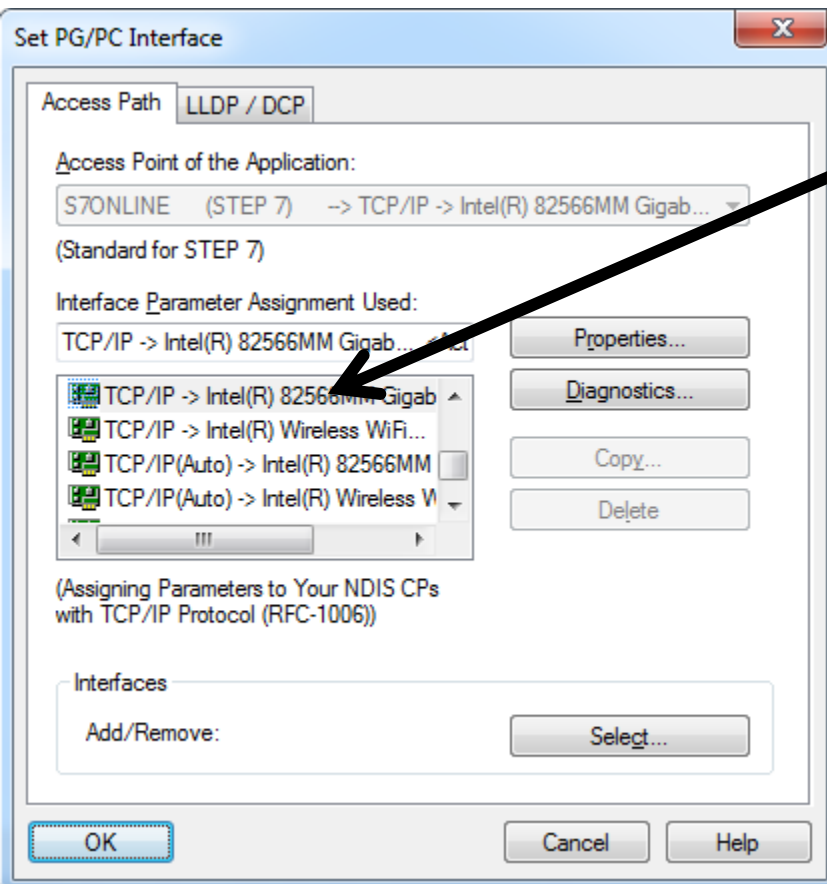 Set PG/PC Interface
Access Path
LLDP / DCP
Access Point of the Application:
S7ONLINE (STEP 7) --> TCP/IP -> Intel(R) 82566MM Gigab...
(Standard for STEP 7)
Interface Parameter Assignment Used:
TCP/IP -> Intel(R) 82566MM Gigab...
Properties...
TCP/IP -> Intel(R) 82566MM Gigab
TCP/IP -> Intel(R) Wireless WiFi...
TCP/IP(Auto) -> Intel(R) 82566MM
TCP/IP(Auto) -> Intel(R) Wireless W
Diagnostics...
Copy...
Delete
(Assigning Parameters to Your NDIS CPs
with TCP/IP Protocol (RFC-1006))
Interfaces
Add/Remove:
Select...
OK
Cancel
Help